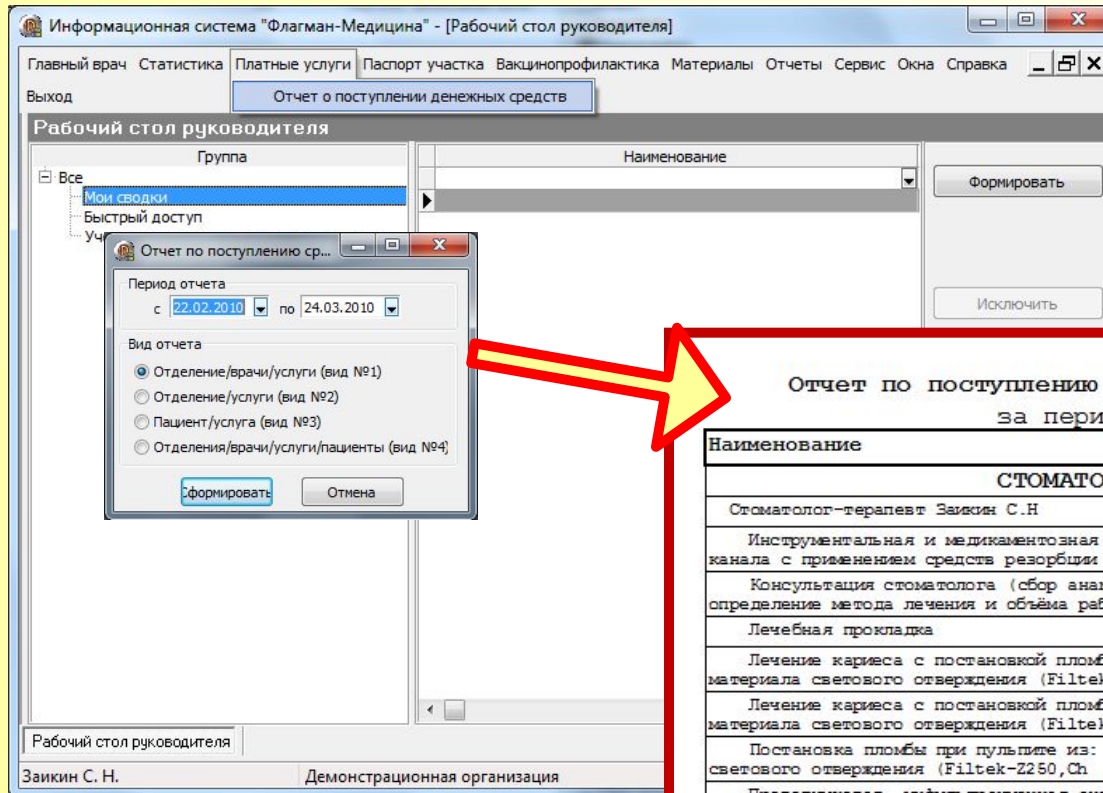 Информационная система "Флагман-Медицина" - [Рабочий стол руководителя]
Главный врач Статистика Платные услуги Паспорт участка Вакцинопрофилактика Материалы Отчеты Сервис Окна Справка
Выход
Отчет о поступлении денежных средств
Рабочий стол руководителя
Группа
Наименование
Все
Мои сводки
Быстрый доступ
Формировать
Исключить
Отчет по поступлению ср...
Период отчета
с 22.02.2010 по 24.03.2010
Вид отчета
Отделение/врачи/услуги (вид №1)
Отделение/услуги (вид №2)
Пациент/услуга (вид №3)
Отделения/врачи/услуги/пациенты (вид №4)
Сформировать Отмена
Отчет по поступлению
за пери
Наименование
СТОМАТО
Стоматолог-терапевт Заикин С.Н
Инструментальная и медикаментозная
канала с применением средств резорбции
Консультация стоматолога (сбор анам
определение метода лечения и объёма раб
Лечебная прокладка
Лечение кариеса с постановкой пломб
материала светового отверждения (Filtek
Лечение кариеса с постановкой пломб
материала светового отверждения (Filtek
Постановка пломбы при пульпите из:
светового отверждения (Filtek-Z250,Ch
Рабочий стол руководителя
Заикин С. Н.
Демонстрационная организация